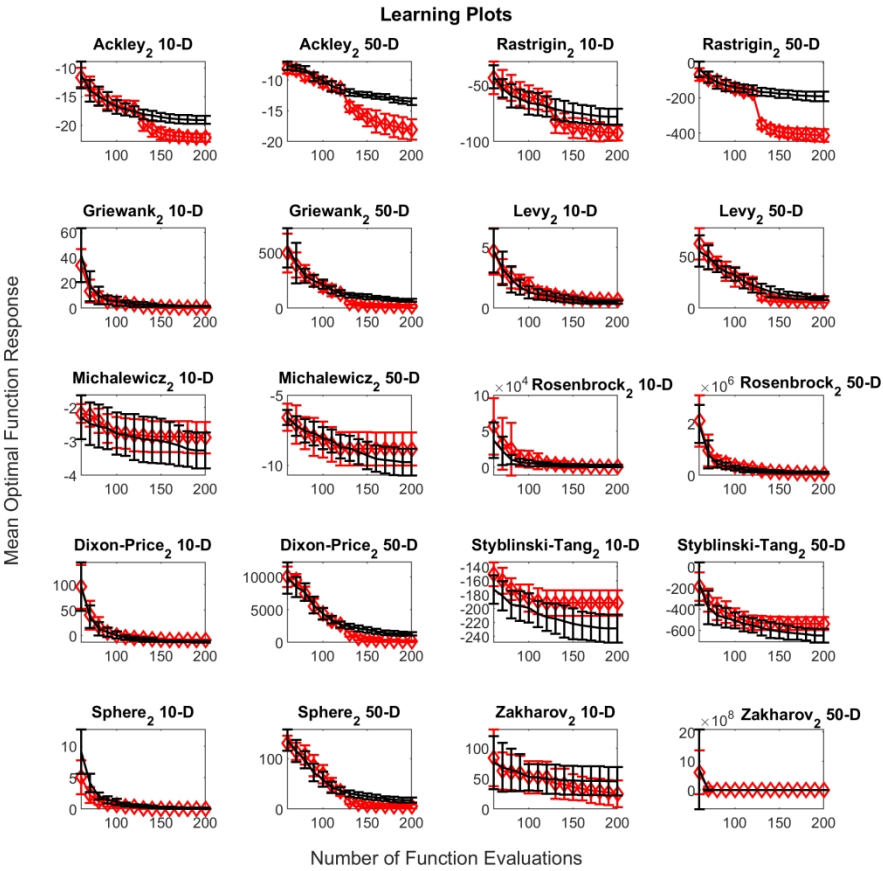 Learning Plots
Ackley2 10-D
Ackley2 50-D
Rastrigin2 10-D
Rastrigin2 50-D
-10
-15
-20
100 150 200
-10
-15
-20
100 150 200
-50
-100
100 150 200
0
-200
-400
100 150 200
Griewank2 10-D
Griewank2 50-D
Levy2 10-D
Levy2 50-D
60
40
20
0
100 150 200
500
0
100 150 200
5
0
100 150 200
50
0
100 150 200
Michalewicz2 10-D
Michalewicz2 50-D
Rosenbrock2 10-D
Rosenbrock2 50-D
-2
-3
-4
100 150 200
-5
-10
100 150 200
×10^4
10
5
0
100 150 200
×10^6
2
0
100 150 200
Dixon-Price2 10-D
Dixon-Price2 50-D
Styblinski-Tang2 10-D
Styblinski-Tang2 50-D
100
50
0
100 150 200
10000
5000
0
100 150 200
-140
-160
-180
-200
-220
-240
100 150 200
0
-200
-400
-600
100 150 200
Sphere2 10-D
Sphere2 50-D
Zakharov2 10-D
Zakharov2 50-D
10
5
0
100 150 200
100
0
100 150 200
100
50
0
100 150 200
×10^8
20
10
0
100 150 200
Mean Optimal Function Response
Number of Function Evaluations